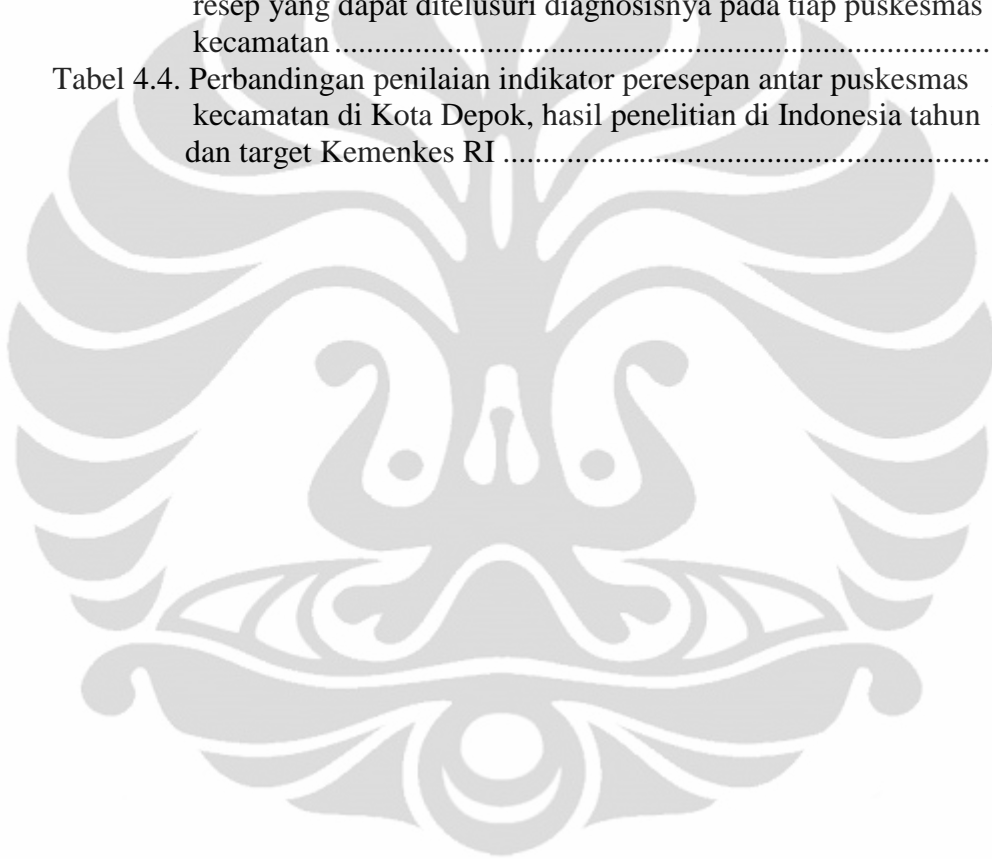 resep yang dapat ditelusuri diagnosisnya pada tiap puskesmas
kecamatan ....................................................................................
Tabel 4.4. Perbandingan penilaian indikator peresepan antar puskesmas
kecamatan di Kota Depok, hasil penelitian di Indonesia tahun
dan target Kemenkes RI ..............................................................